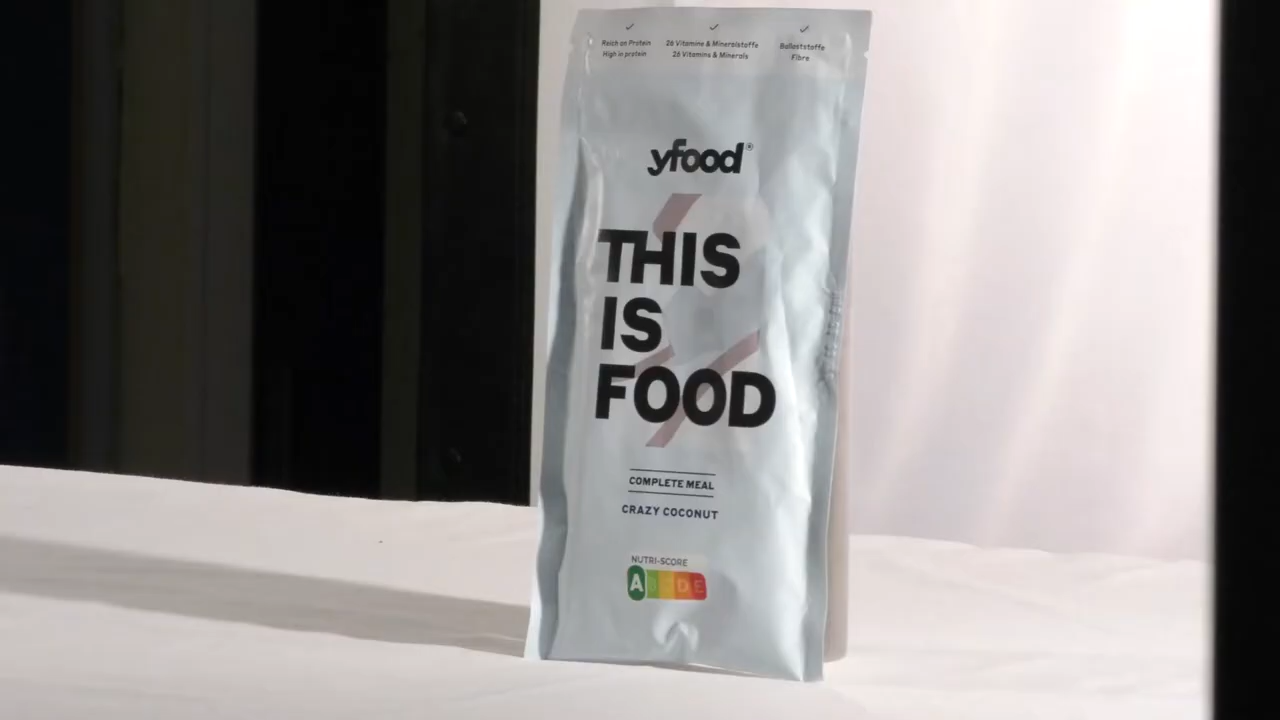 Reich an Protein
High in protein
26 Vitamine & Mineralstoffe
26 Vitamins & Minerals
Ballaststoffe
Fibre
yfood®
THIS
IS
FOOD
COMPLETE MEAL
CRAZY COCONUT
NUTRI-SCORE
A B C D E